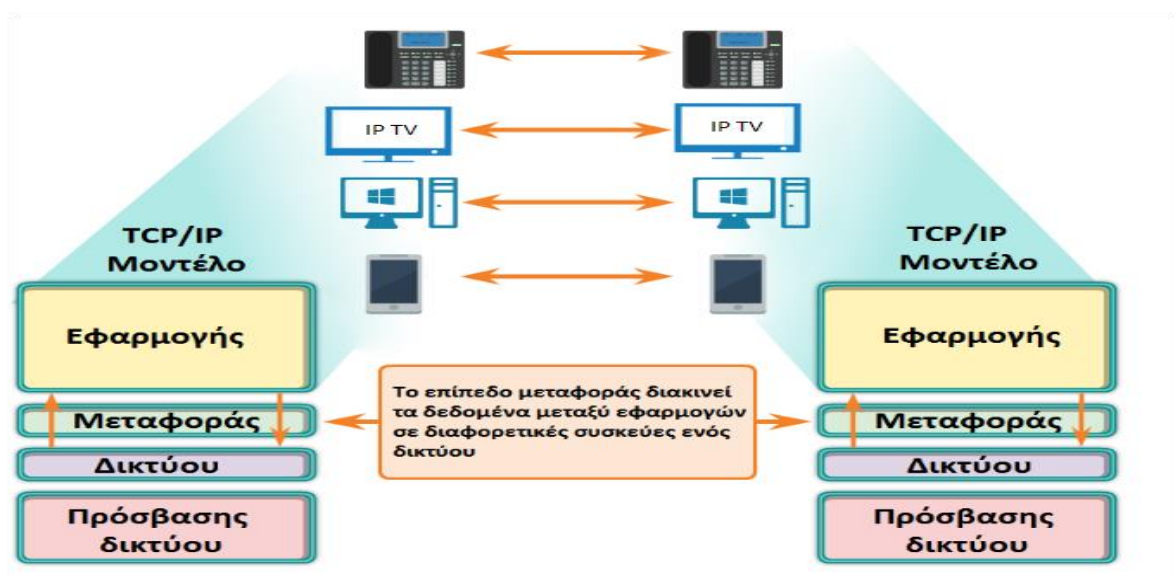 IP TV
IP TV
TCP/IP
Μοντέλο
Εφαρμογής
Μεταφοράς
Δικτύου
Πρόσβασης
δικτύου
Το επίπεδο μεταφοράς διακινεί
τα δεδομένα μεταξύ εφαρμογών
σε διαφορετικές συσκεύες ενός
δικτύου
TCP/IP
Μοντέλο
Εφαρμογής
Μεταφοράς
Δικτύου
Πρόσβασης
δικτύου